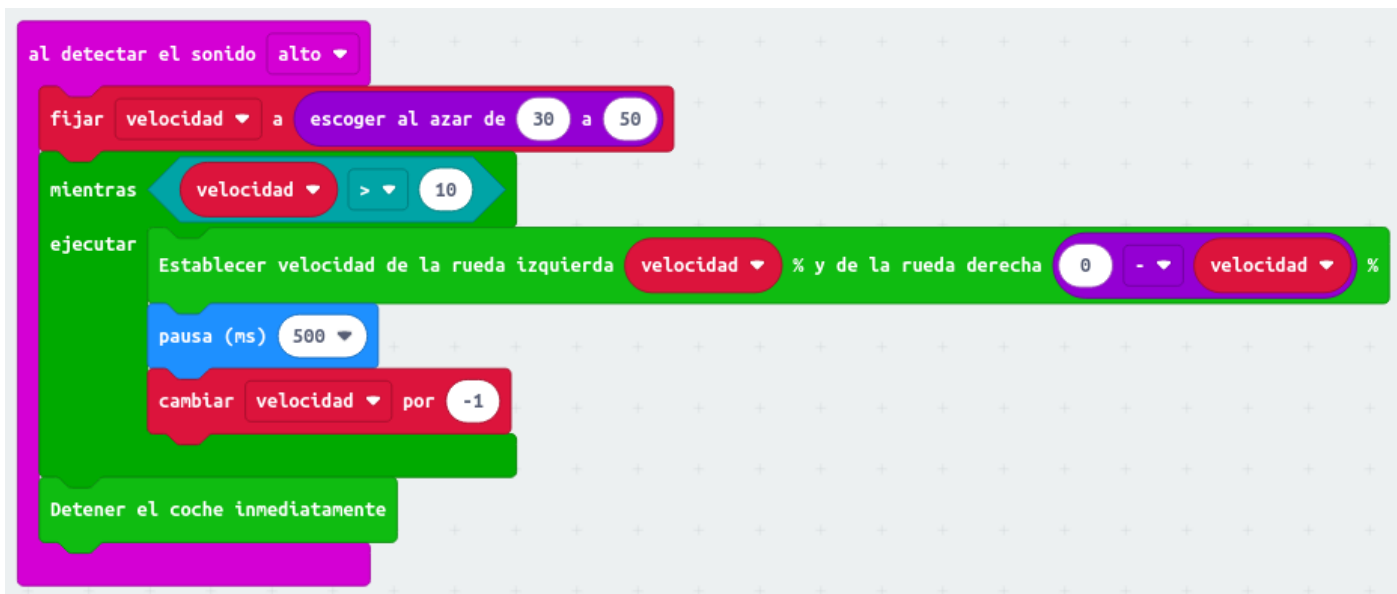 al detectar el sonido alto
fijar velocidad a escoger al azar de 30 a 50
mientras velocidad > 10
ejecutar
Establecer velocidad de la rueda izquierda velocidad % y de la rueda derecha 0 - velocidad %
pausa (ms) 500
cambiar velocidad por -1
Detener el coche inmediatamente